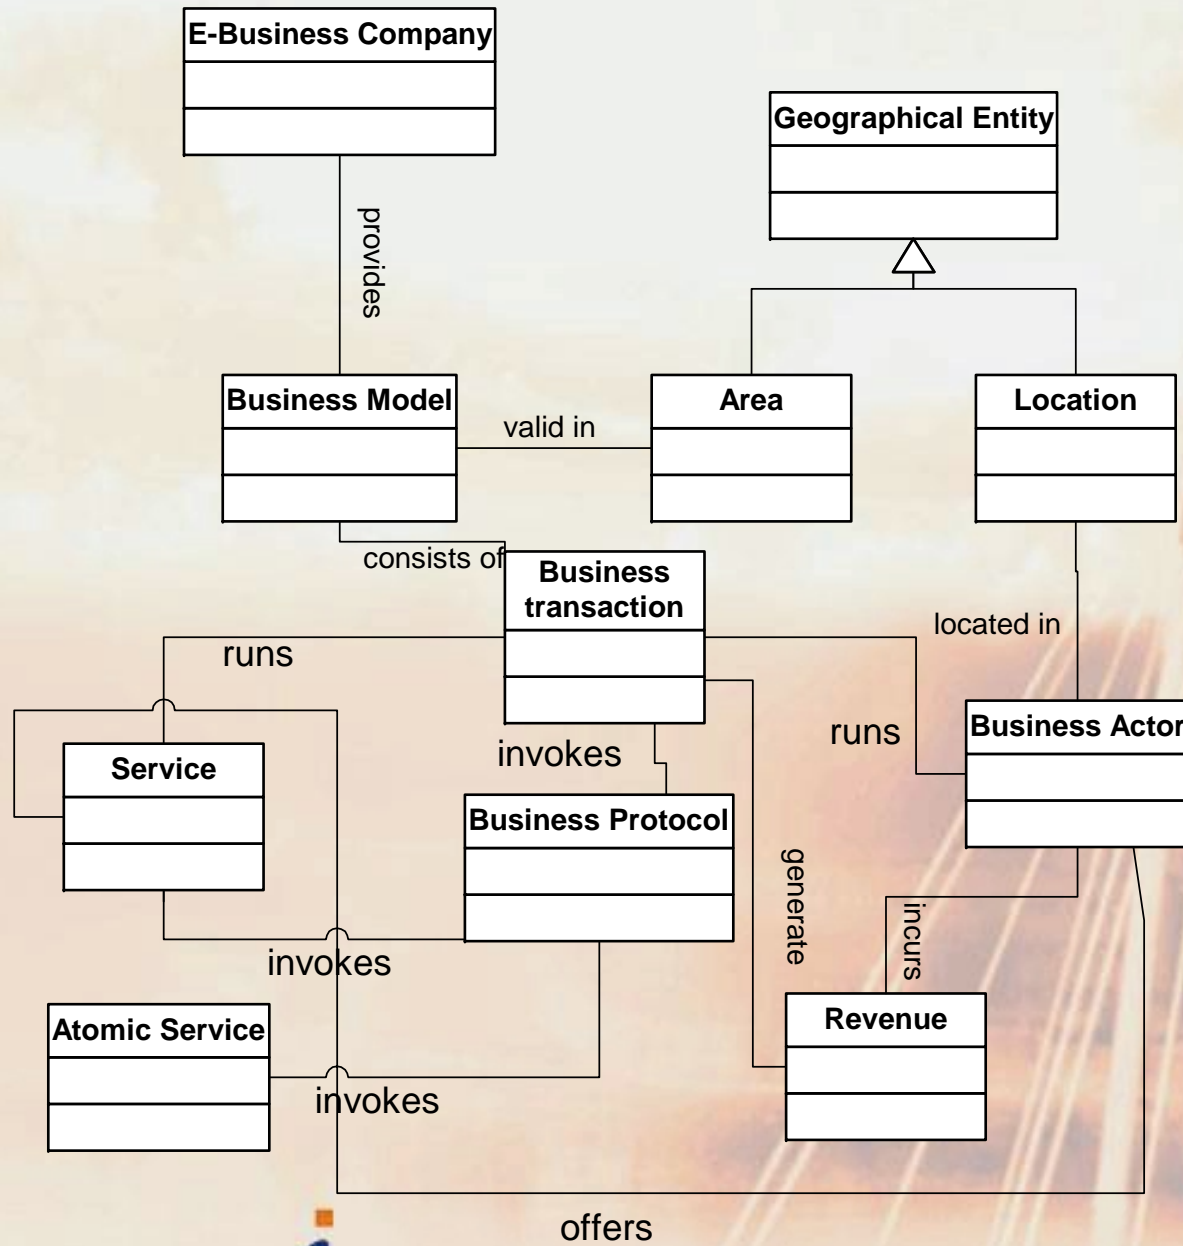 E-Business Company
Geographical Entity
provides
Business Model
Area
Location
valid in
consists of
Business
transaction
located in
runs
runs
Business Actor
invokes
Service
Business Protocol
generate
incurs
invokes
Atomic Service
Revenue
invokes
offers